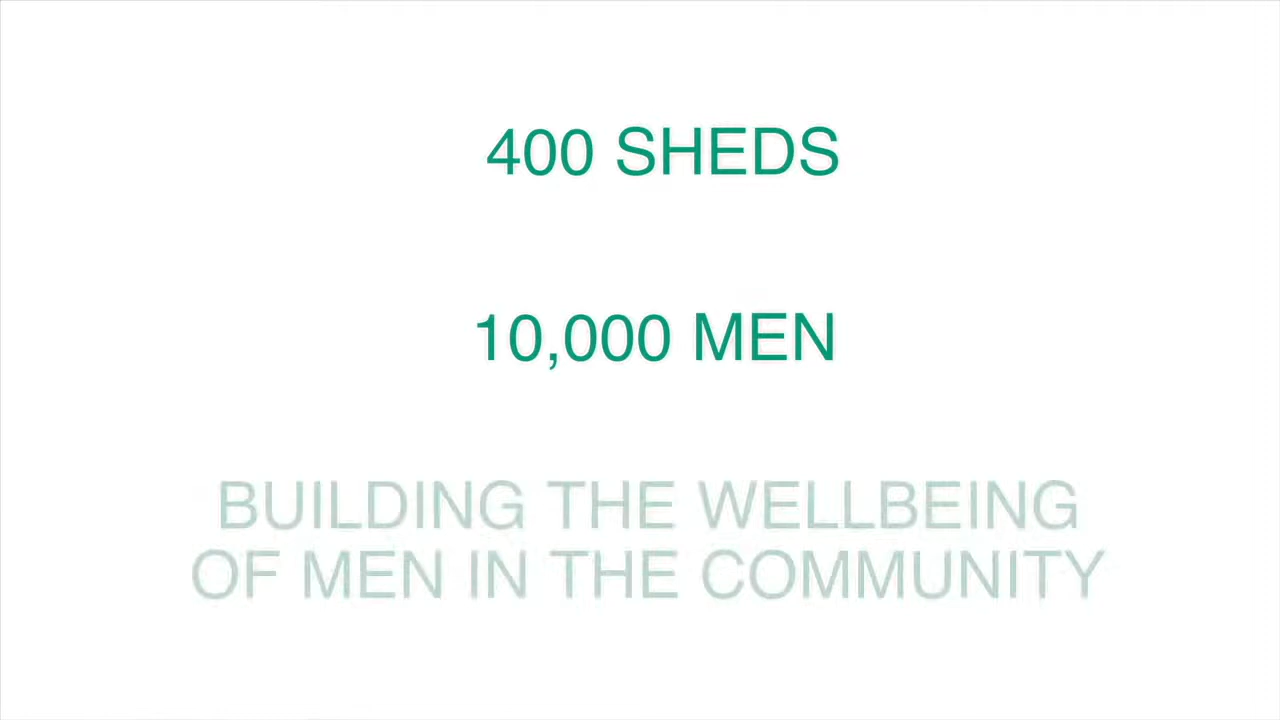 400 SHEDS
10,000 MEN
BUILDING THE WELLBEING
OF MEN IN THE COMMUNITY